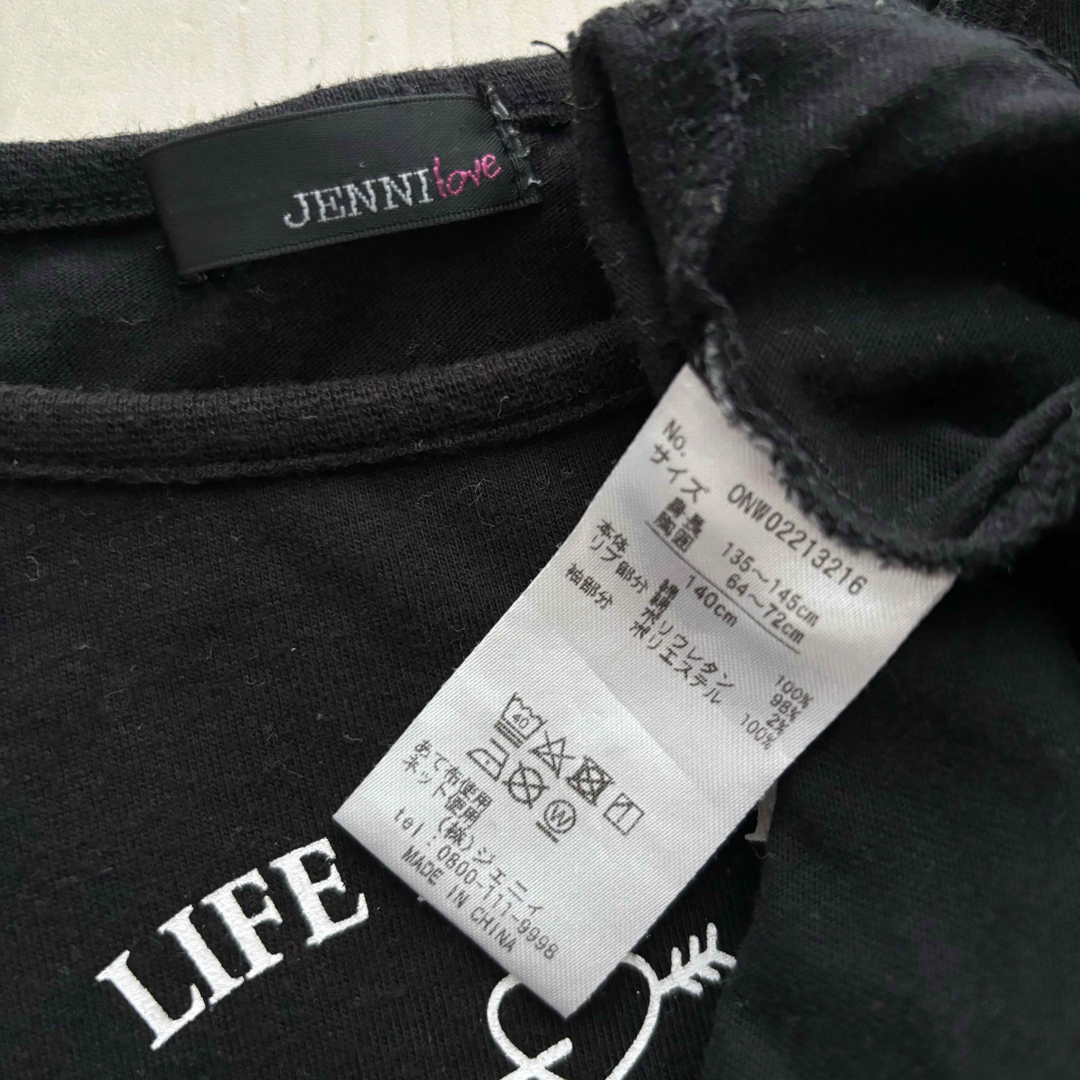 JENNI love
No. ONW02213216
サイズ
身長 135～145cm
胸囲 64～72cm
140cm
本体 綿 100%
リブ部分 綿 98%
ポリウレタン 2%
袖部分 ポリエステル 100%
40
W
あて布使用
ネット使用
(株)ジェニィ
tel:0800-111-9998
MADE IN CHINA
LIFE